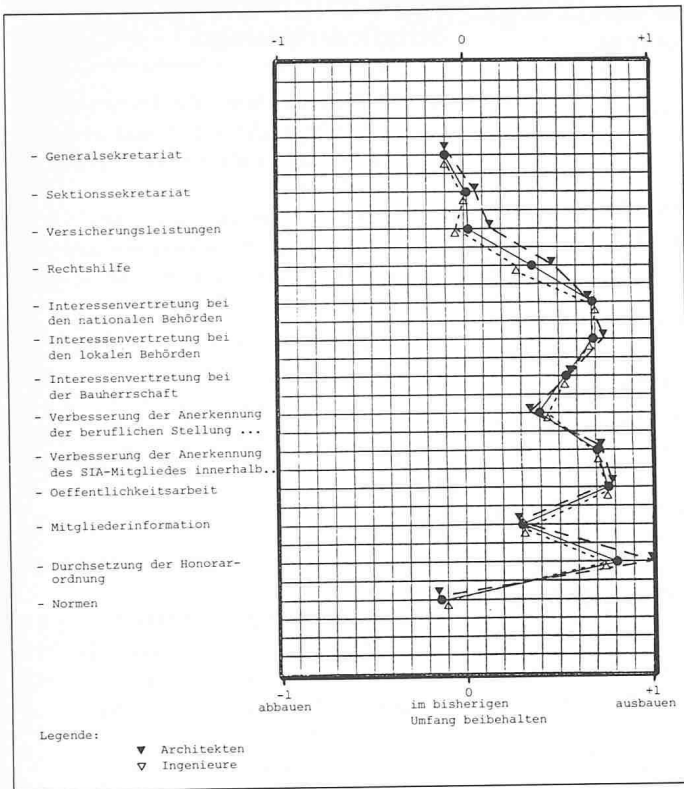 -1 0 +1
- Generalsekretariat
- Sektionssekretariat
- Versicherungsleistungen
- Rechtshilfe
- Interessenvertretung bei
den nationalen Behörden
- Interessenvertretung bei
den lokalen Behörden
- Interessenvertretung bei
der Bauherrschaft
- Verbesserung der Anerkennung
der beruflichen Stellung ...
- Verbesserung der Anerkennung
des SIA-Mitgliedes innerhalb..
- Oeffentlichkeitsarbeit
- Mitgliederinformation
- Durchsetzung der Honorar-
ordnung
- Normen
-1 0 +1
abbauen im bisherigen ausbauen
Umfang beibehalten
Legende:
▼ Architekten
▽ Ingenieure